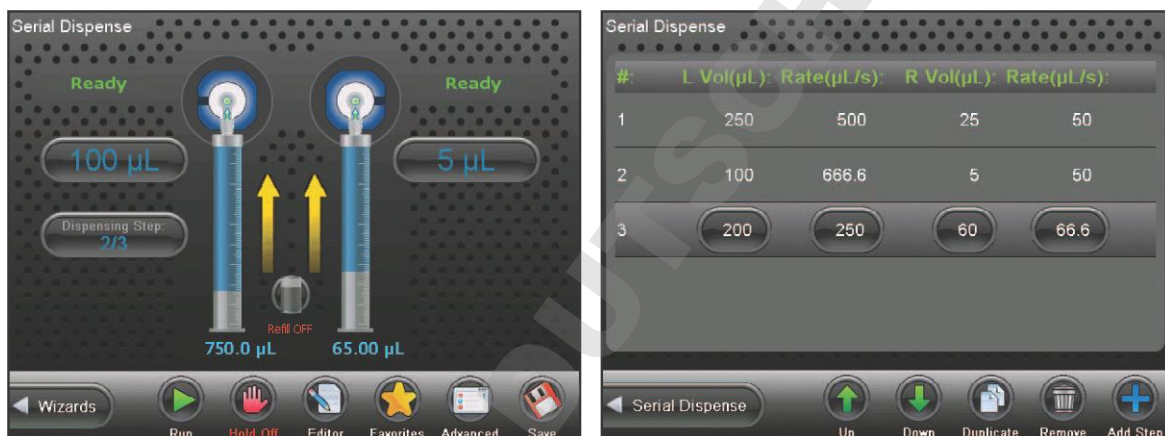 Serial Dispense
Ready
Ready
100 µL
5 µL
Dispensing Step:
2/3
Refill OFF
750.0 µL 65.00 µL
Wizards
Run Hold Off Editor Favorites Advanced Save
Serial Dispense
#: L Vol(µL): Rate(µL/s): R Vol(µL): Rate(µL/s):
1 250 500 25 50
2 100 666.6 5 50
3 200 250 60 66.6
Serial Dispense
Up Down Duplicate Remove Add Step